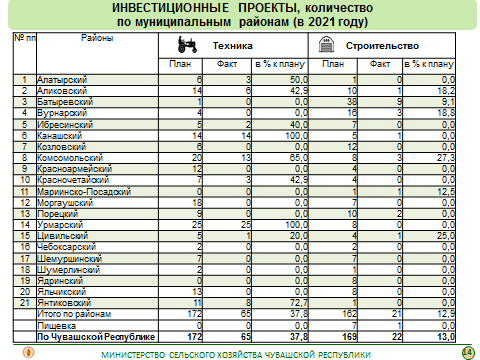 ИНВЕСТИЦИОННЫЕ ПРОЕКТЫ, количество
по муниципальным районам (в 2021 году)
№ пп Районы Техника Строительство
План Факт в % к плану План Факт в % к плану
1 Алатырский 6 3 50,0 1 0 0,0
2 Аликовский 14 6 42,9 10 1 18,2
3 Батыревский 1 0 0,0 38 9 9,1
4 Вурнарский 4 0 0,0 16 3 18,8
5 Ибресинский 5 2 40,0 7 0 0,0
6 Канашский 14 14 100,0 5 1 0,0
7 Козловский 6 0 0,0 12 0 0,0
8 Комсомольский 20 13 65,0 8 3 27,3
9 Красноармейский 12 0 0,0 4 0 0,0
10 Красночетайский 7 3 42,9 4 0 0,0
11 Мариинско-Посадский 0 0 0,0 1 1 12,5
12 Моргаушский 18 0 0,0 7 0 0,0
13 Порецкий 9 0 0,0 10 2 0,0
14 Урмарский 25 25 100,0 8 0 0,0
15 Цивильский 5 1 20,0 4 1 25,0
16 Чебоксарский 2 0 0,0 2 0 0,0
17 Шемуршинский 7 0 0,0 7 0 0,0
18 Шумерлинский 2 0 0,0 1 0 0,0
19 Ядринский 0 0 0,0 8 0 0,0
20 Яльчикский 13 0 0,0 8 0 0,0
21 Янтиковский 11 8 72,7 1 0 0,0
Итого по районам 172 65 37,8 162 21 12,9
Пищевка 0 0 0,0 7 1 0,0
По Чувашской Республике 172 65 37,8 169 22 13,0
МИНИСТЕРСТВО СЕЛЬСКОГО ХОЗЯЙСТВА ЧУВАШСКОЙ РЕСПУБЛИКИ 14